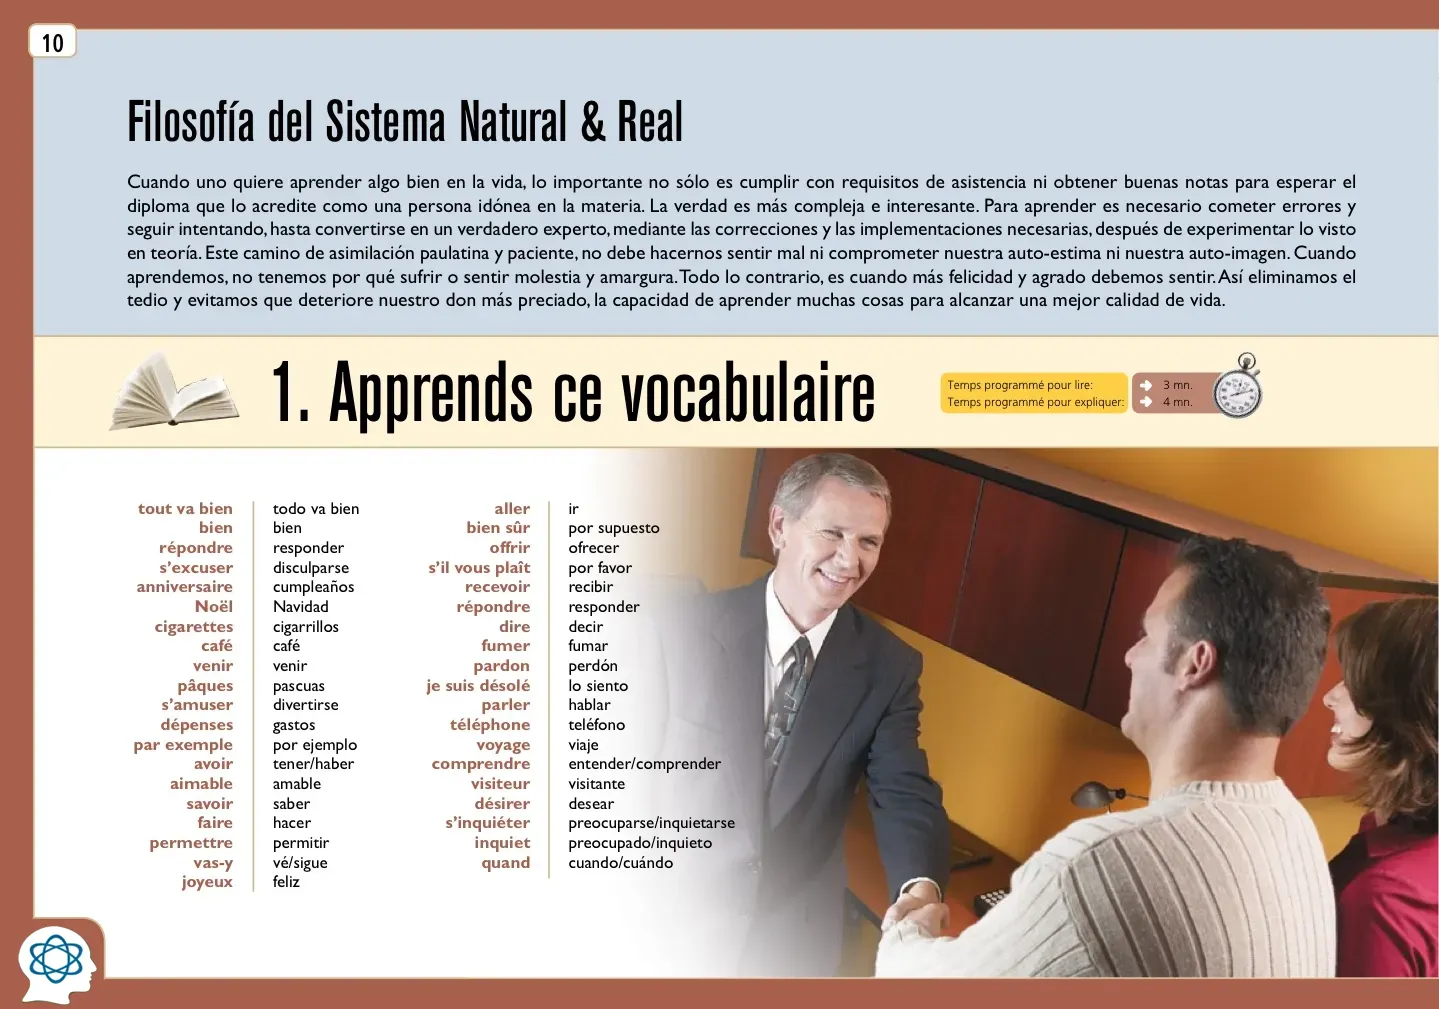 10
Filosofía del Sistema Natural & Real
Cuando uno quiere aprender algo bien en la vida, lo importante no sólo es cumplir con requisitos de asistencia ni obtener buenas notas para esperar el
diploma que lo acredite como una persona idónea en la materia. La verdad es más compleja e interesante. Para aprender es necesario cometer errores y
seguir intentando, hasta convertirse en un verdadero experto, mediante las correcciones y las implementaciones necesarias, después de experimentar lo visto
en teoría. Este camino de asimilación paulatina y paciente, no debe hacernos sentir mal ni comprometer nuestra auto-estima ni nuestra auto-imagen. Cuando
aprendemos, no tenemos por qué sufrir o sentir molestia y amargura. Todo lo contrario, es cuando más felicidad y agrado debemos sentir. Así eliminamos el
tedio y evitamos que deteriore nuestro don más preciado, la capacidad de aprender muchas cosas para alcanzar una mejor calidad de vida.
1. Apprends ce vocabulaire
Temps programmé pour lire: 3 mn.
Temps programmé pour expliquer: 4 mn.
tout va bien todo va bien
bien bien
répondre responder
s'excuser disculparse
anniversaire cumpleaños
Noël Navidad
cigarettes cigarrillos
café café
venir venir
pâques pascuas
s'amuser divertirse
dépenses gastos
par exemple por ejemplo
avoir tener/haber
aimable amable
savoir saber
faire hacer
permettre permitir
vas-y vé/sigue
joyeux feliz
aller ir
bien sûr por supuesto
offrir ofrecer
s'il vous plaît por favor
recevoir recibir
répondre responder
dire decir
fumer fumar
pardon perdón
je suis désolé lo siento
parler hablar
téléphone teléfono
voyage viaje
comprendre entender/comprender
visiteur visitante
désirer desear
s'inquiéter preocuparse/inquietarse
inquiet preocupado/inquieto
quand cuando/cuándo